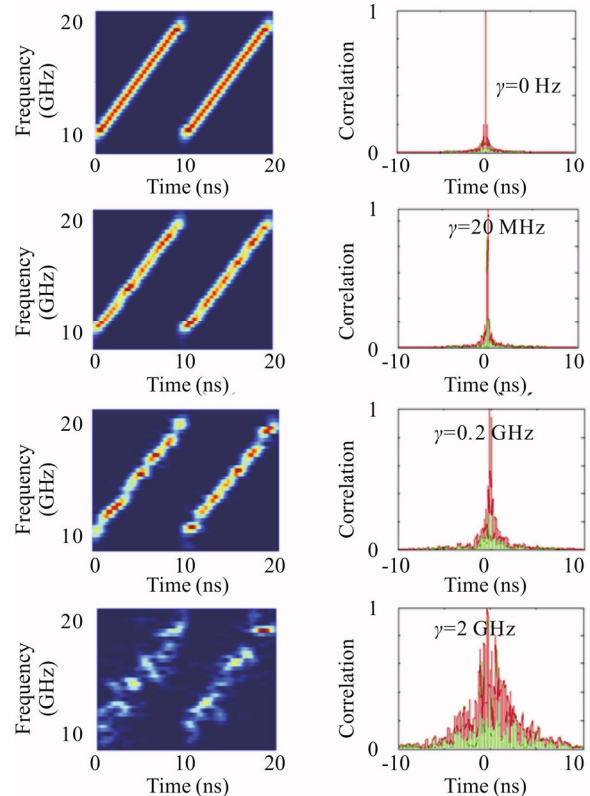 Frequency
(GHz)
20
10
0
10
20
Time (ns)
Correlation
1
0
γ=0 Hz
-10
0
10
Time (ns)
Frequency
(GHz)
20
10
0
10
20
Time (ns)
Correlation
1
0
γ=20 MHz
-10
0
10
Time (ns)
Frequency
(GHz)
20
10
0
10
20
Time (ns)
Correlation
1
0
γ=0.2 GHz
-10
0
10
Time (ns)
Frequency
(GHz)
20
10
0
10
20
Time (ns)
Correlation
1
0
γ=2 GHz
-10
0
10
Time (ns)